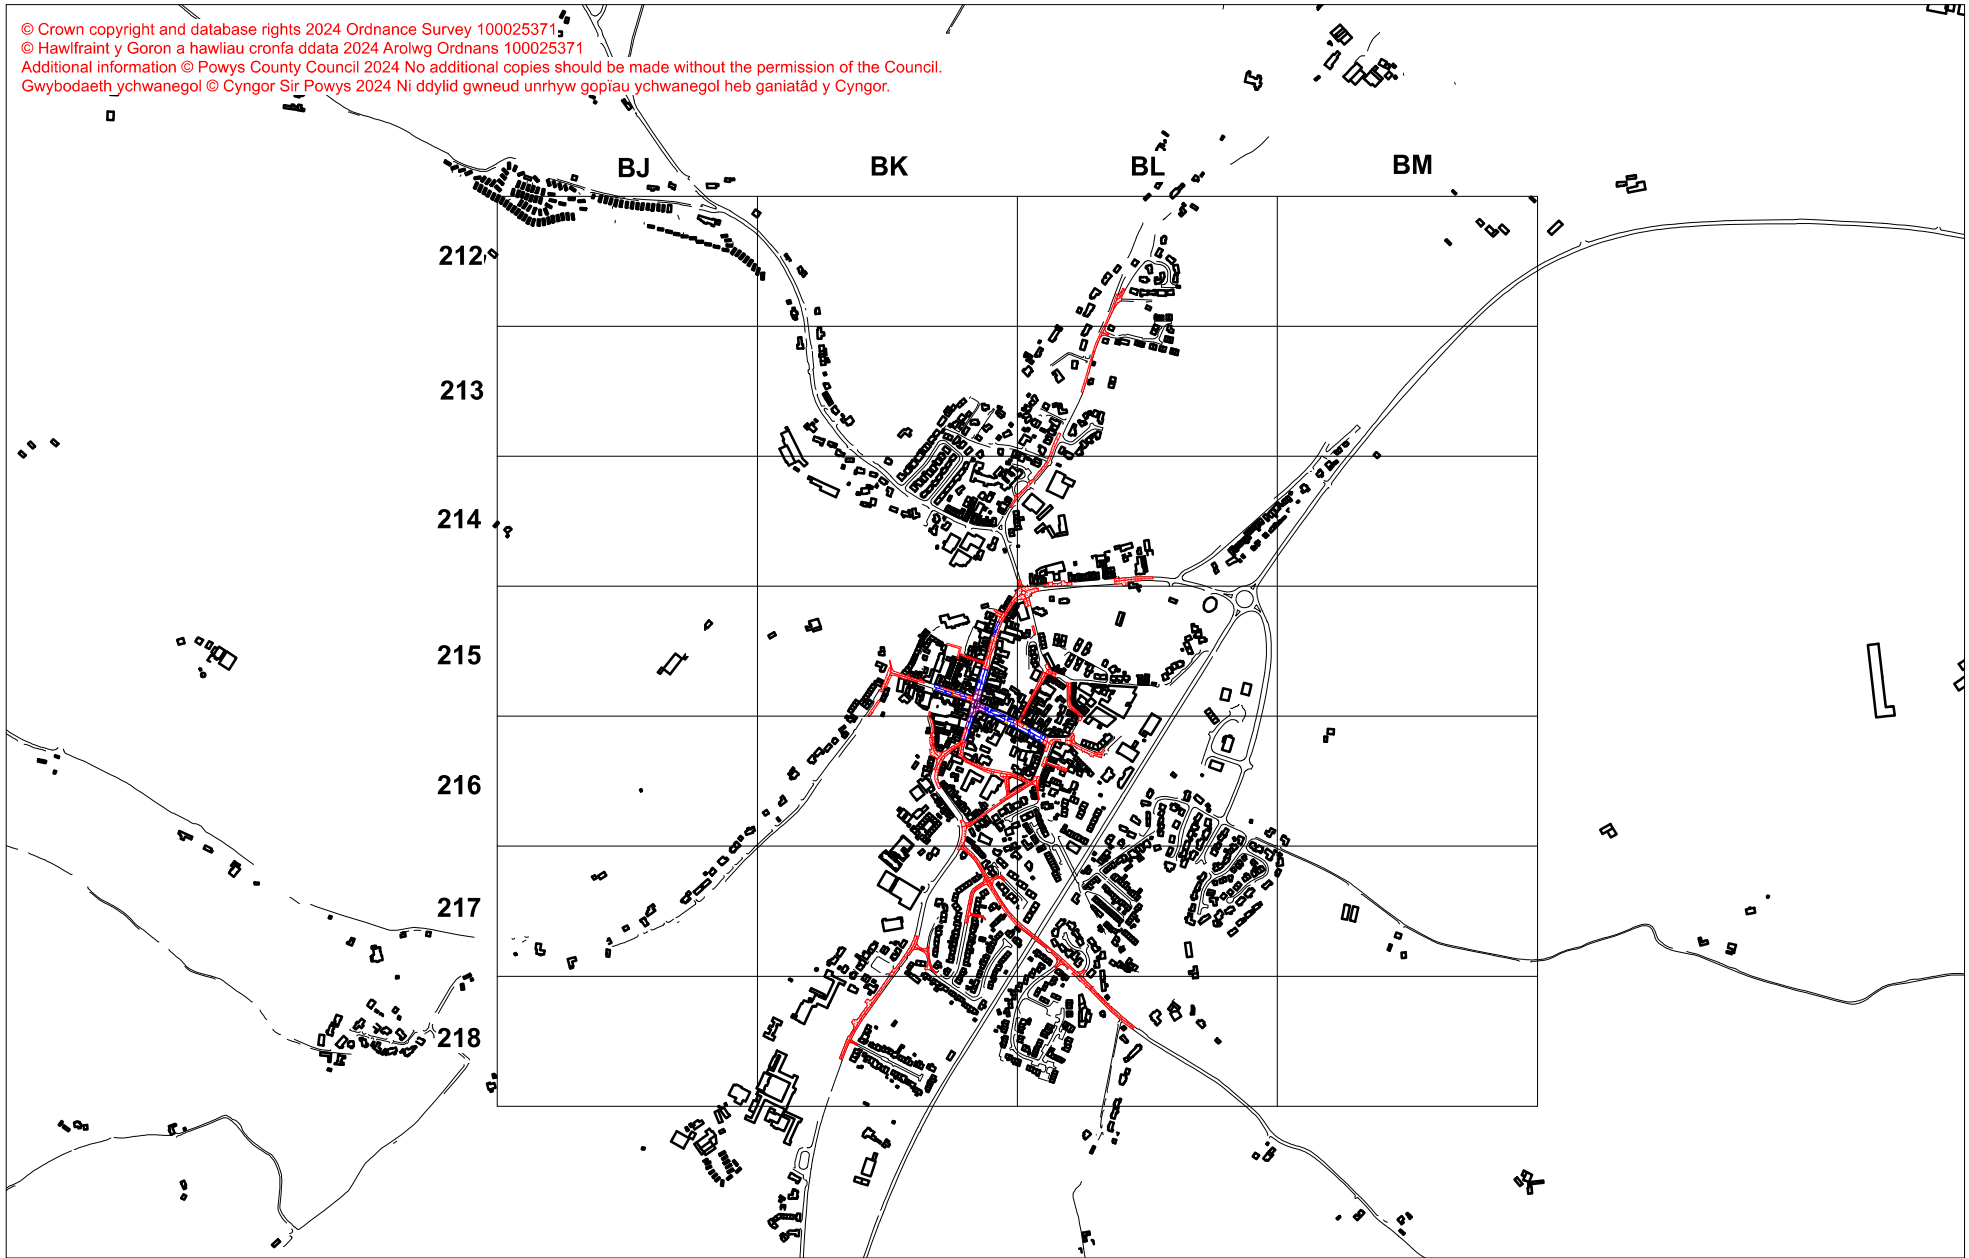 © Crown copyright and database rights 2024 Ordnance Survey 100025371
© Hawlfraint y Goron a hawliau cronfa ddata 2024 Arolwg Ordnans 100025371
Additional information © Powys County Council 2024 No additional copies should be made without the permission of the Council.
Gwybodaeth ychwanegol © Cyngor Sir Powys 2024 Ni ddylid gwneud unrhyw gopïau ychwanegol heb ganiatâd y Cyngor.
BJ BK BL BM
212
213
214
215
216
217
218